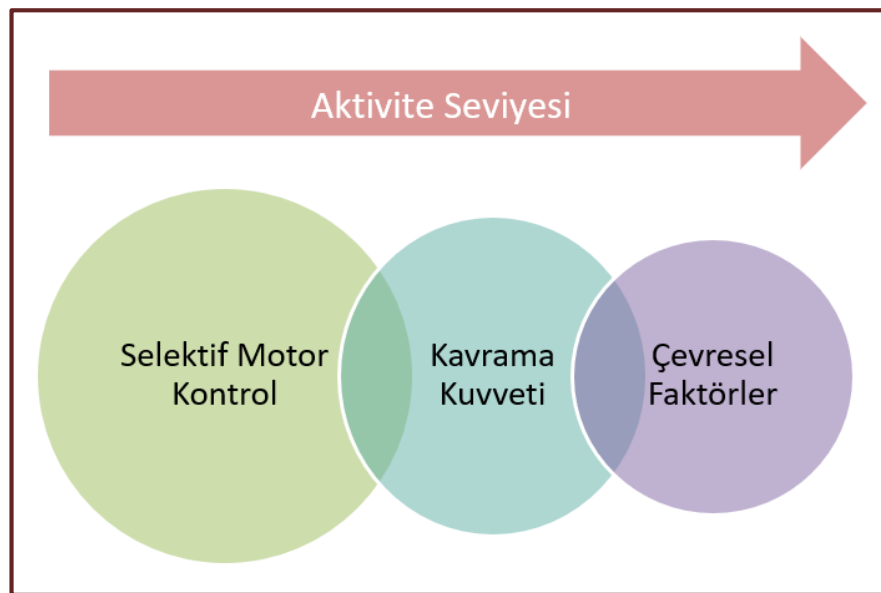 Aktivite Seviyesi
Selektif Motor
Kontrol
Kavrama
Kuvveti
Çevresel
Faktörler